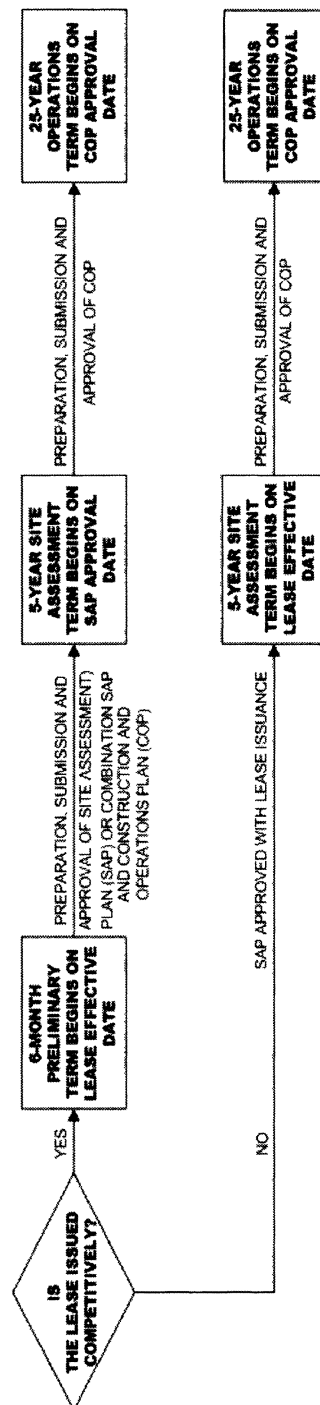 IS
THE LEASE ISSUED
COMPETITIVELY?
YES
6-MONTH
PRELIMINARY
TERM BEGINS ON
LEASE EFFECTIVE
DATE
PREPARATION, SUBMISSION AND
APPROVAL OF SITE ASSESSMENT)
PLAN (SAP) OR COMBINATION SAP
AND CONSTRUCTION AND
OPERATIONS PLAN (COP)
5-YEAR SITE
ASSESSMENT
TERM BEGINS ON
SAP APPROVAL
DATE
PREPARATION, SUBMISSION AND
APPROVAL OF COP
25-YEAR
OPERATIONS
TERM BEGINS ON
COP APPROVAL
DATE
NO
SAP APPROVED WITH LEASE ISSUANCE
5-YEAR SITE
ASSESSMENT
TERM BEGINS ON
LEASE EFFECTIVE
DATE
PREPARATION, SUBMISSION AND
APPROVAL OF COP
25-YEAR
OPERATIONS
TERM BEGINS ON
COP APPROVAL
DATE